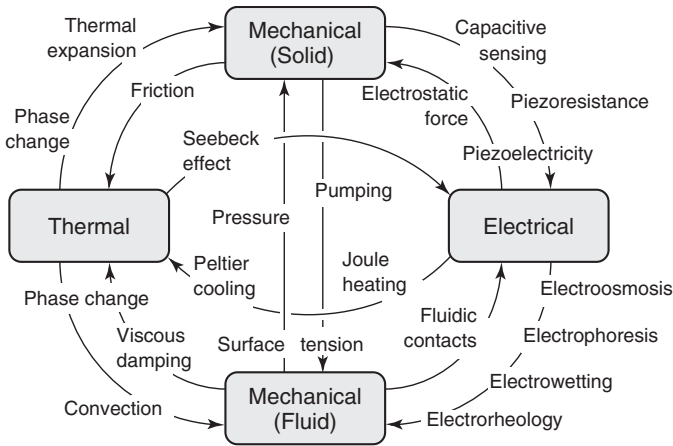 Thermal
expansion
Mechanical
(Solid)
Capacitive
sensing
Friction
Electrostatic
force
Piezoresistance
Phase
change
Seebeck
effect
Piezoelectricity
Pumping
Thermal
Pressure
Electrical
Peltier
cooling
Joule
heating
Phase change
Electroosmosis
Viscous
damping
Surface tension
Fluidic
contacts
Electrophoresis
Electrowetting
Convection
Mechanical
(Fluid)
Electrorheology